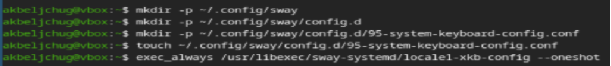 akbeljchug@vbox:~$ mkdir -p ~/.config/sway
akbeljchug@vbox:~$ mkdir -p ~/.config/sway/config.d
akbeljchug@vbox:~$ mkdir -p ~/.config/sway/config.d/95-system-keyboard-config.conf
akbeljchug@vbox:~$ touch ~/.config/sway/config.d/95-system-keyboard-config.conf
akbeljchug@vbox:~$ exec_always /usr/libexec/sway-systemd/locale1-xkb-config --oneshot